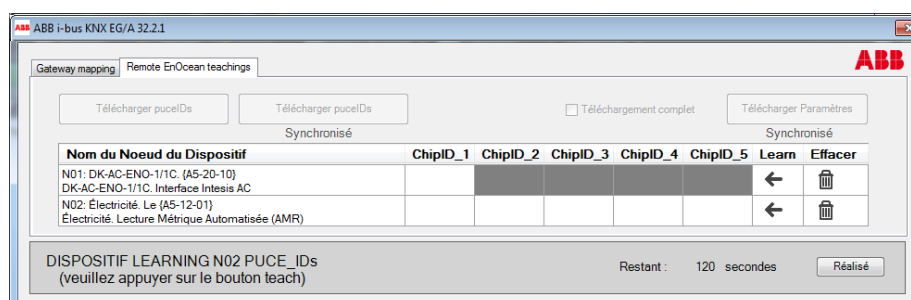 ABB ABB i-bus KNX EG/A 32.2.1
ABB
Gateway mapping Remote EnOcean teachings
Télécharger puceIDs Télécharger puceIDs Téléchargement complet Télécharger Paramètres
Synchronisé Synchronisé
Nom du Noeud du Dispositif ChipID_1 ChipID_2 ChipID_3 ChipID_4 ChipID_5 Learn Effacer
N01: DK-AC-ENO-1/1C. {A5-20-10}
DK-AC-ENO-1/1C. Interface Intesis AC
N02: Électricité. Le {A5-12-01}
Électricité. Lecture Métrique Automatisée (AMR)
DISPOSITIF LEARNING N02 PUCE_IDs
(veuillez appuyer sur le bouton teach)
Restant : 120 secondes Réalisé